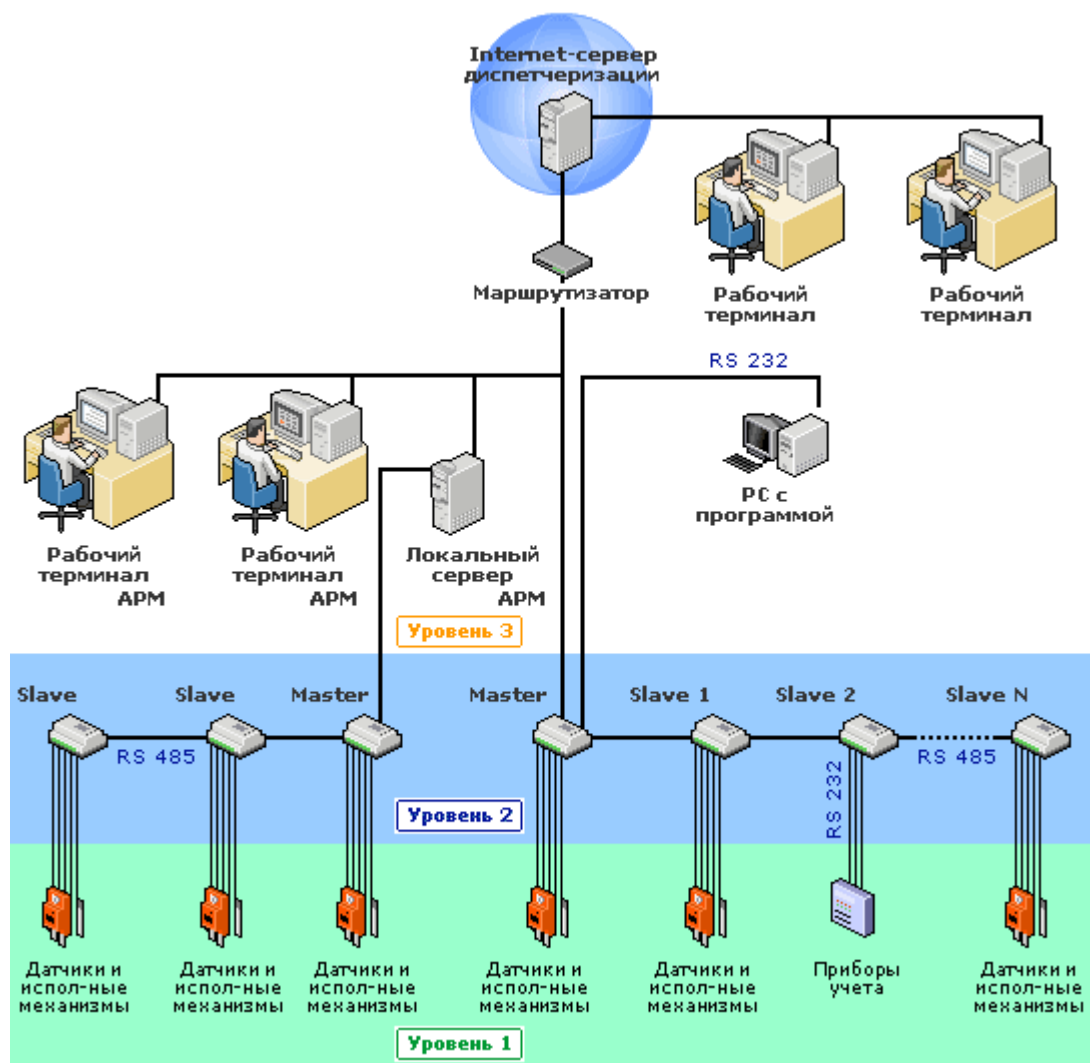 Internet-сервер
диспетчеризации
Маршрутизатор
Рабочий
терминал
Рабочий
терминал
RS 232
Рабочий
терминал
АРМ
Рабочий
терминал
АРМ
Локальный
сервер
АРМ
PC с
программой
Уровень 3
Slave
Slave
Master
Master
Slave 1
Slave 2
Slave N
RS 485
RS 232
RS 485
Уровень 2
Датчики и
испол-ные
механизмы
Датчики и
испол-ные
механизмы
Датчики и
испол-ные
механизмы
Датчики и
испол-ные
механизмы
Датчики и
испол-ные
механизмы
Приборы
учета
Датчики и
испол-ные
механизмы
Уровень 1